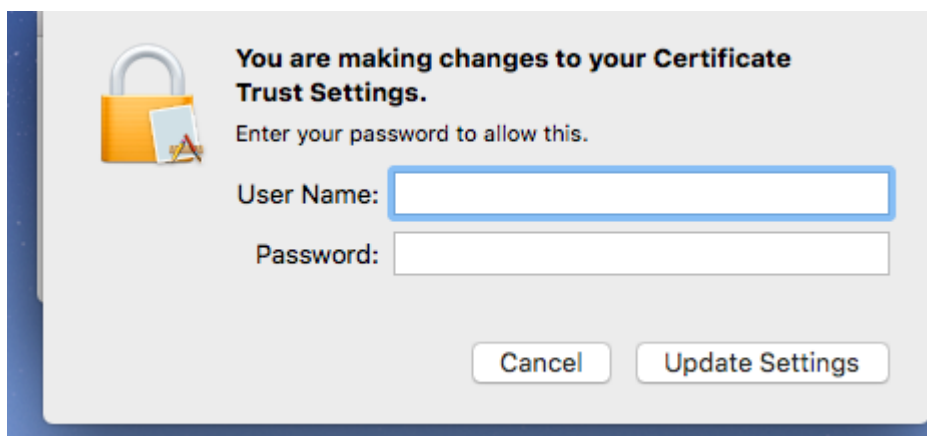 You are making changes to your Certificate
Trust Settings.
Enter your password to allow this.
User Name:
Password:
Cancel
Update Settings